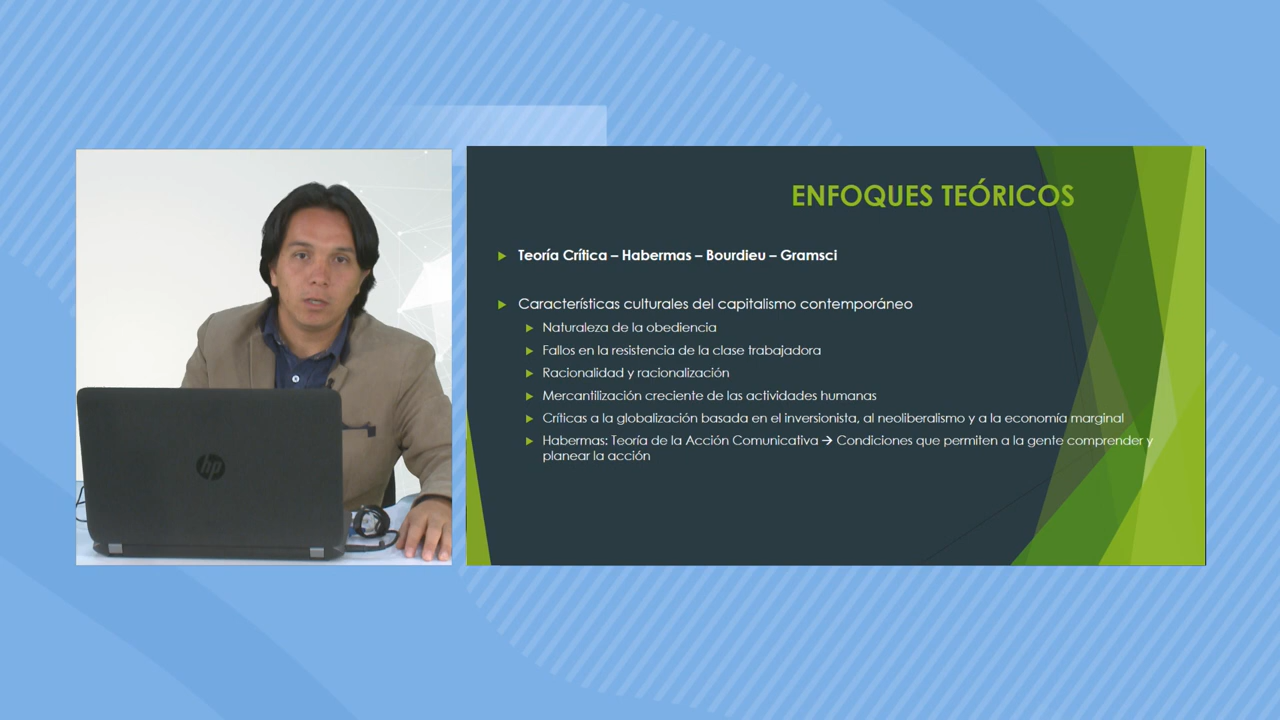 ENFOQUES TEÓRICOS
Teoría Crítica – Habermas – Bourdieu – Gramsci
Características culturales del capitalismo contemporáneo
Naturaleza de la obediencia
Fallos en la resistencia de la clase trabajadora
Racionalidad y racionalización
Mercantilización creciente de las actividades humanas
Críticas a la globalización basada en el inversionista, al neoliberalismo y a la economía marginal
Habermas: Teoría de la Acción Comunicativa → Condiciones que permiten a la gente comprender y
planear la acción
hp